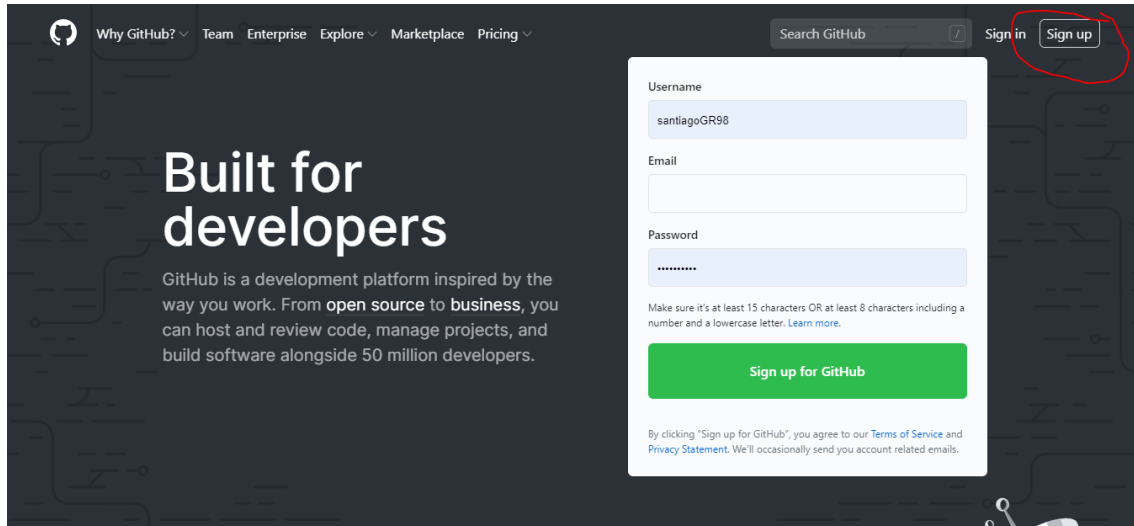 Why GitHub? Team Enterprise Explore Marketplace Pricing Search GitHub / Sign in Sign up
Built for
developers
GitHub is a development platform inspired by the
way you work. From open source to business, you
can host and review code, manage projects, and
build software alongside 50 million developers.
Username
santiagoGR98
Email
Password
••••••••••
Make sure it's at least 15 characters OR at least 8 characters including a
number and a lowercase letter. Learn more.
Sign up for GitHub
By clicking “Sign up for GitHub”, you agree to our Terms of Service and
Privacy Statement. We'll occasionally send you account related emails.